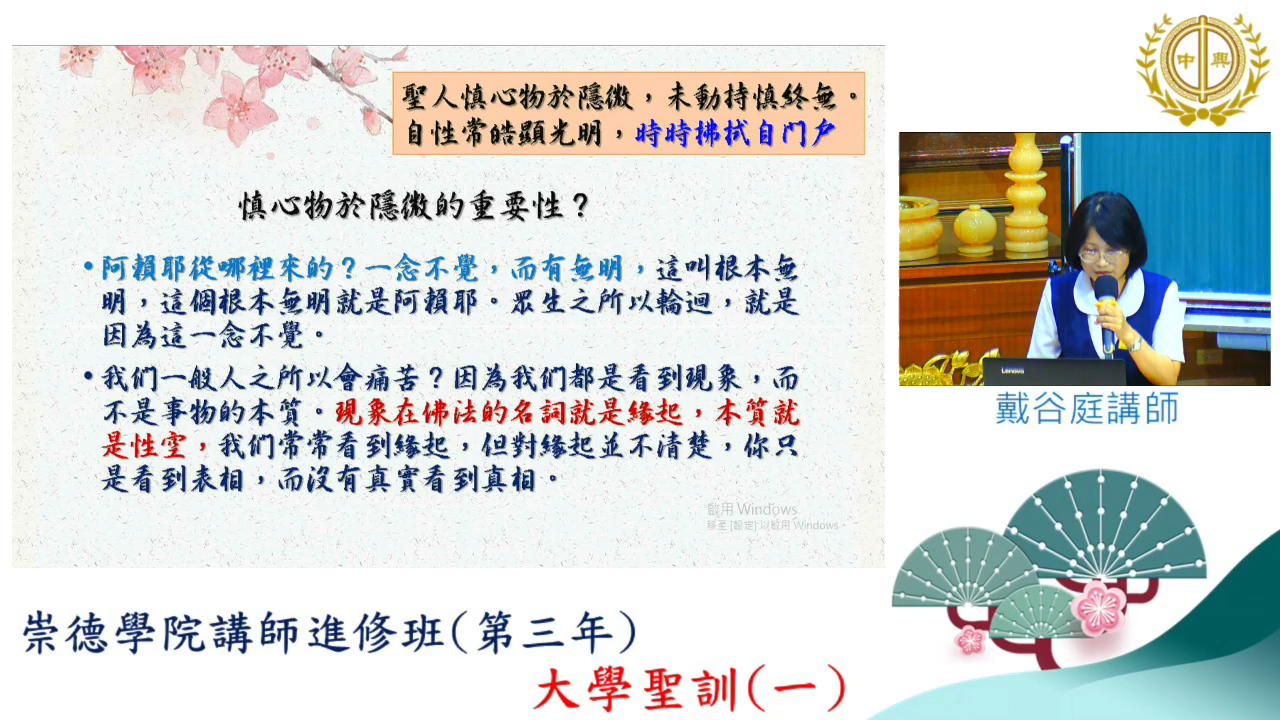 聖人慎心物於隱微，未動持慎終無。
自性常皓顯光明，時時拂拭自门户
慎心物於隱微的重要性？
•阿賴耶從哪裡來的？一念不覺，而有無明，這叫根本無
明，這個根本無明就是阿賴耶。眾生之所以輪迴，就是
因為這一念不覺。
•我们一般人之所以會痛苦？因為我们都是看到現象，而
不是事物的本質。現象在佛法的名詞就是緣起，本質就
是性空，我们常常看到緣起，但對緣起並不清楚，你只
是看到表相，而沒有真實看到真相。
啟用 Windows
移至 [設定] 以啟用 Windows。
中興
Lenovo
戴谷庭講師
崇德學院講師進修班(第三年)
大學聖訓(一)